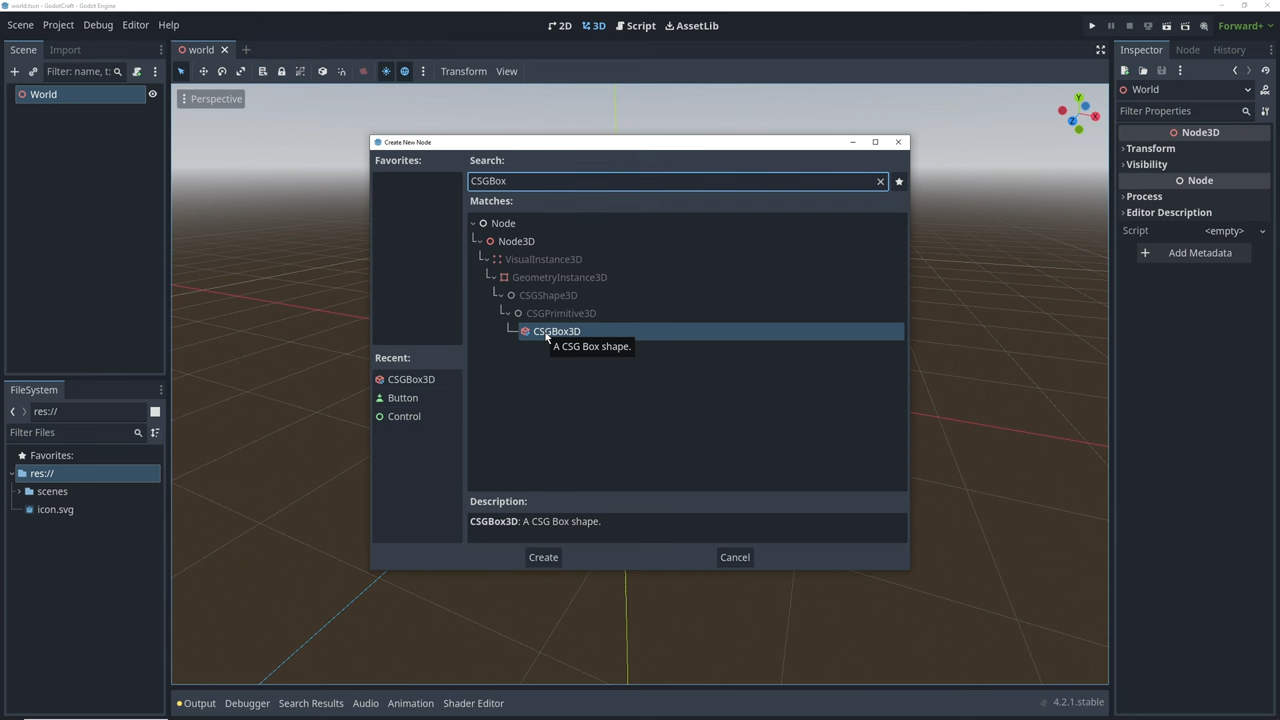 world.tscn - GodotCraft - Godot Engine
Scene Project Debug Editor Help
2D 3D Script AssetLib
Forward+
Scene Import
world
Inspector Node History
Filter: name, t:
Transform View
World
Perspective
World
Filter Properties
Node3D
Transform
Visibility
Node
Process
Editor Description
Script <empty>
Add Metadata
Y
X
Z
Create New Node
Favorites:
Search:
CSGBox
Matches:
Node
Node3D
VisualInstance3D
GeometryInstance3D
CSGShape3D
CSGPrimitive3D
CSGBox3D
A CSG Box shape.
Recent:
CSGBox3D
Button
Control
Description:
CSGBox3D: A CSG Box shape.
Create Cancel
FileSystem
res://
Filter Files
Favorites:
res://
scenes
icon.svg
Output Debugger Search Results Audio Animation Shader Editor
4.2.1.stable